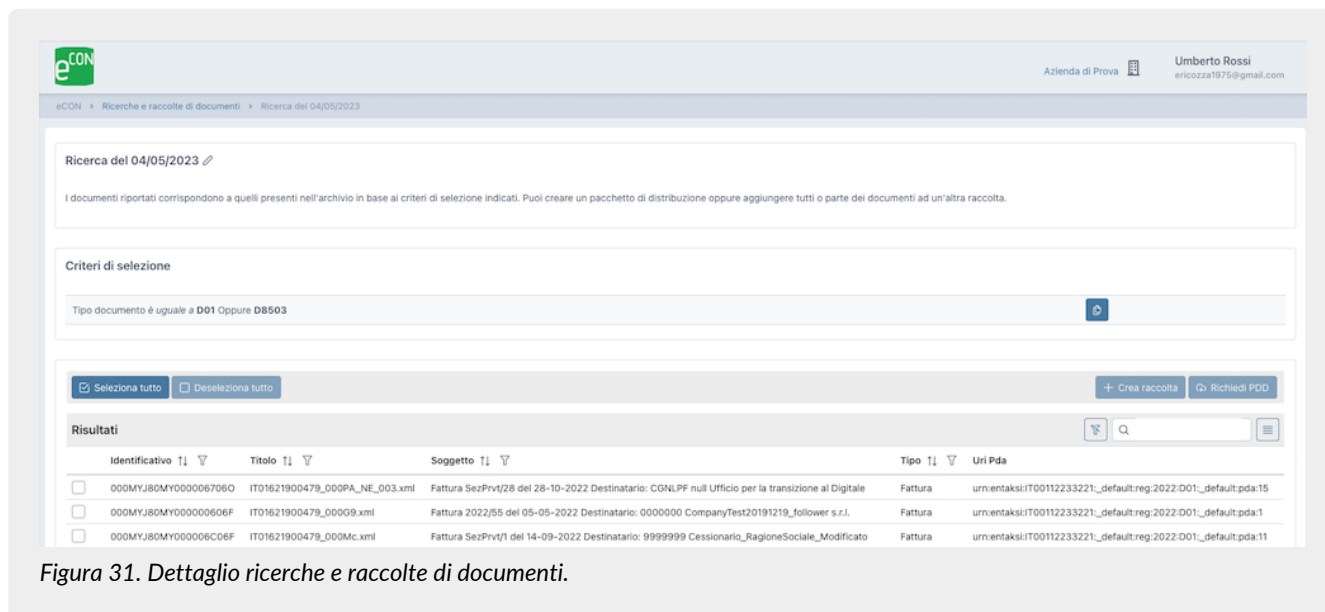 eCON
Azienda di Prova
Umberto Rossi
ericozza1975@gmail.com
eCON > Ricerche e raccolte di documenti > Ricerca del 04/05/2023
Ricerca del 04/05/2023
I documenti riportati corrispondono a quelli presenti nell'archivio in base ai criteri di selezione indicati. Puoi creare un pacchetto di distribuzione oppure aggiungere tutti o parte dei documenti ad un'altra raccolta.
Criteri di selezione
Tipo documento è uguale a D01 Oppure D8503
Seleziona tutto Deseleziona tutto + Crea raccolta Richiedi PDD
Risultati
Identificativo Titolo Soggetto Tipo Uri Pda
000MYJ80MY000006706O IT01621900479_000PA_NE_003.xml Fattura SezPrvt/28 del 28-10-2022 Destinatario: CGNLPF null Ufficio per la transizione al Digitale Fattura urn:entaksi:IT00112233221:_default:reg:2022:D01:_default:pda:15
000MYJ80MY000000606F IT01621900479_000G9.xml Fattura 2022/55 del 05-05-2022 Destinatario: 0000000 CompanyTest20191219_follower s.r.l. Fattura urn:entaksi:IT00112233221:_default:reg:2022:D01:_default:pda:1
000MYJ80MY000006C06F IT01621900479_000Mc.xml Fattura SezPrvt/1 del 14-09-2022 Destinatario: 9999999 Cessionario_RagioneSociale_Modificato Fattura urn:entaksi:IT00112233221:_default:reg:2022:D01:_default:pda:11
Figura 31. Dettaglio ricerche e raccolte di documenti.